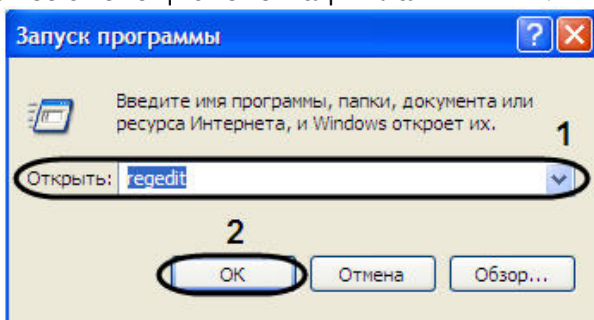 Запуск программы
Введите имя программы, папки, документа или
ресурса Интернета, и Windows откроет их.
1
Открыть: regedit
2
ОК Отмена Обзор...